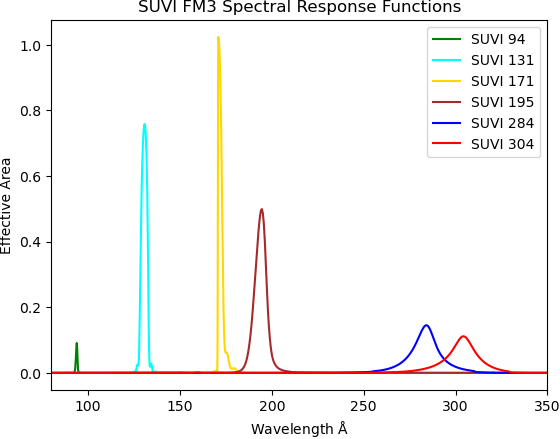 SUVI FM3 Spectral Response Functions
SUVI 94
SUVI 131
SUVI 171
SUVI 195
SUVI 284
SUVI 304
Effective Area
1.0
0.8
0.6
0.4
0.2
0.0
100
150
200
250
300
350
Wavelength Å